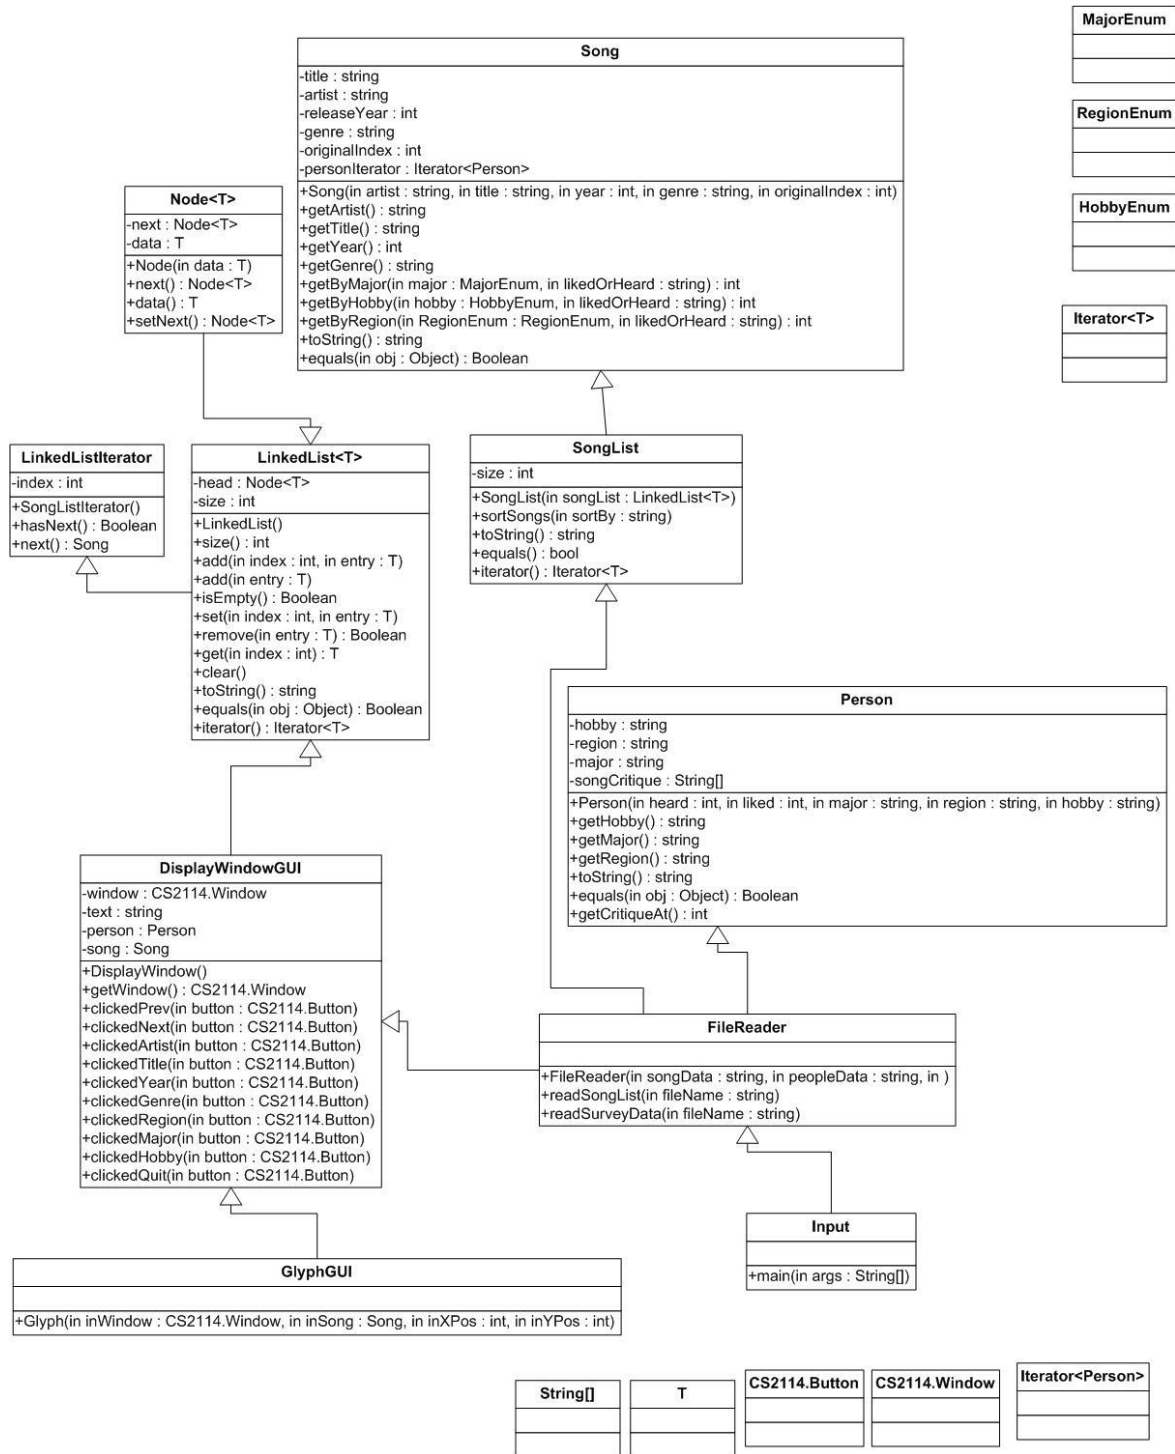 MajorEnum
RegionEnum
HobbyEnum
Iterator<T>
Song
-title : string
-artist : string
-releaseYear : int
-genre : string
-originalIndex : int
-personIterator : Iterator<Person>
+Song(in artist : string, in title : string, in year : int, in genre : string, in originalIndex : int)
+getArtist() : string
+getTitle() : string
+getYear() : int
+getGenre() : string
+getByMajor(in major : MajorEnum, in likedOrHeard : string) : int
+getByHobby(in hobby : HobbyEnum, in likedOrHeard : string) : int
+getByRegion(in RegionEnum : RegionEnum, in likedOrHeard : string) : int
+toString() : string
+equals(in obj : Object) : Boolean
Node<T>
-next : Node<T>
-data : T
+Node(in data : T)
+next() : Node<T>
+data() : T
+setNext() : Node<T>
LinkedListIterator
-index : int
+SongListIterator()
+hasNext() : Boolean
+next() : Song
LinkedList<T>
-head : Node<T>
-size : int
+LinkedList()
+size() : int
+add(in index : int, in entry : T)
+add(in entry : T)
+isEmpty() : Boolean
+set(in index : int, in entry : T)
+remove(in entry : T) : Boolean
+get(in index : int) : T
+clear()
+toString() : string
+equals(in obj : Object) : Boolean
+iterator() : Iterator<T>
SongList
-size : int
+SongList(in songList : LinkedList<T>)
+sortSongs(in sortBy : string)
+toString() : string
+equals() : bool
+iterator() : Iterator<T>
Person
-hobby : string
-region : string
-major : string
-songCritique : String[]
+Person(in heard : int, in liked : int, in major : string, in region : string, in hobby : string)
+getHobby() : string
+getMajor() : string
+getRegion() : string
+toString() : string
+equals(in obj : Object) : Boolean
+getCritiqueAt() : int
DisplayWindowGUI
-window : CS2114.Window
-text : string
-person : Person
-song : Song
+DisplayWindow()
+getWindow() : CS2114.Window
+clickedPrev(in button : CS2114.Button)
+clickedNext(in button : CS2114.Button)
+clickedArtist(in button : CS2114.Button)
+clickedTitle(in button : CS2114.Button)
+clickedYear(in button : CS2114.Button)
+clickedGenre(in button : CS2114.Button)
+clickedRegion(in button : CS2114.Button)
+clickedMajor(in button : CS2114.Button)
+clickedHobby(in button : CS2114.Button)
+clickedQuit(in button : CS2114.Button)
FileReader
+FileReader(in songData : string, in peopleData : string, in )
+readSongList(in fileName : string)
+readSurveyData(in fileName : string)
Input
+main(in args : String[])
GlyphGUI
+Glyph(in inWindow : CS2114.Window, in inSong : Song, in inXPos : int, in inYPos : int)
String[]
T
CS2114.Button
CS2114.Window
Iterator<Person>